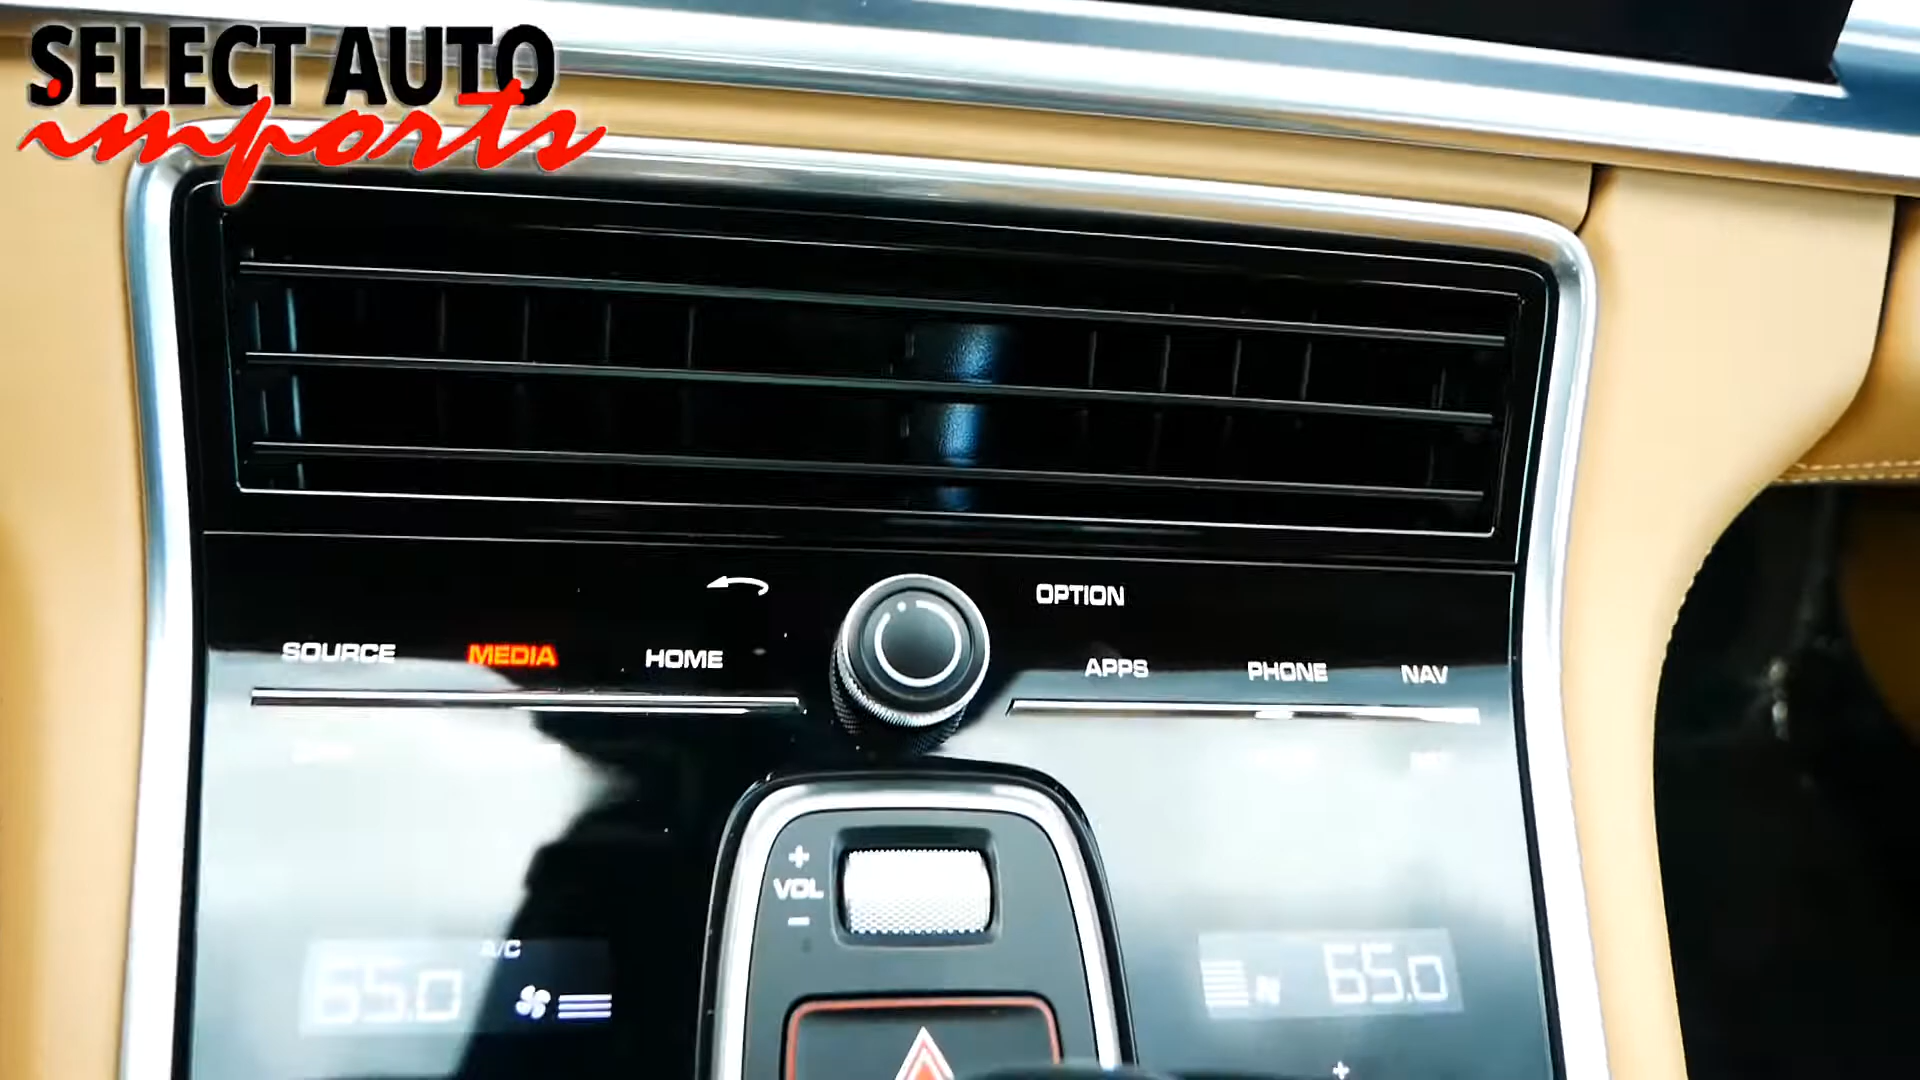 SELECT AUTO
imports
OPTION
SOURCE MEDIA HOME
APPS PHONE NAV
+
VOL
−
A/C
65.0
65.0
+